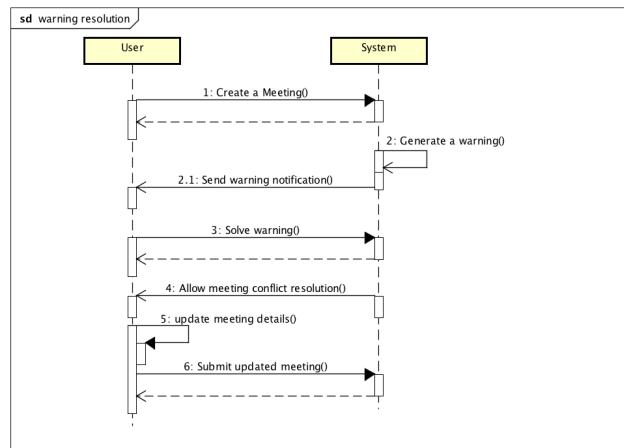 sd warning resolution
User
System
1: Create a Meeting()
2: Generate a warning()
2.1: Send warning notification()
3: Solve warning()
4: Allow meeting conflict resolution()
5: update meeting details()
6: Submit updated meeting()